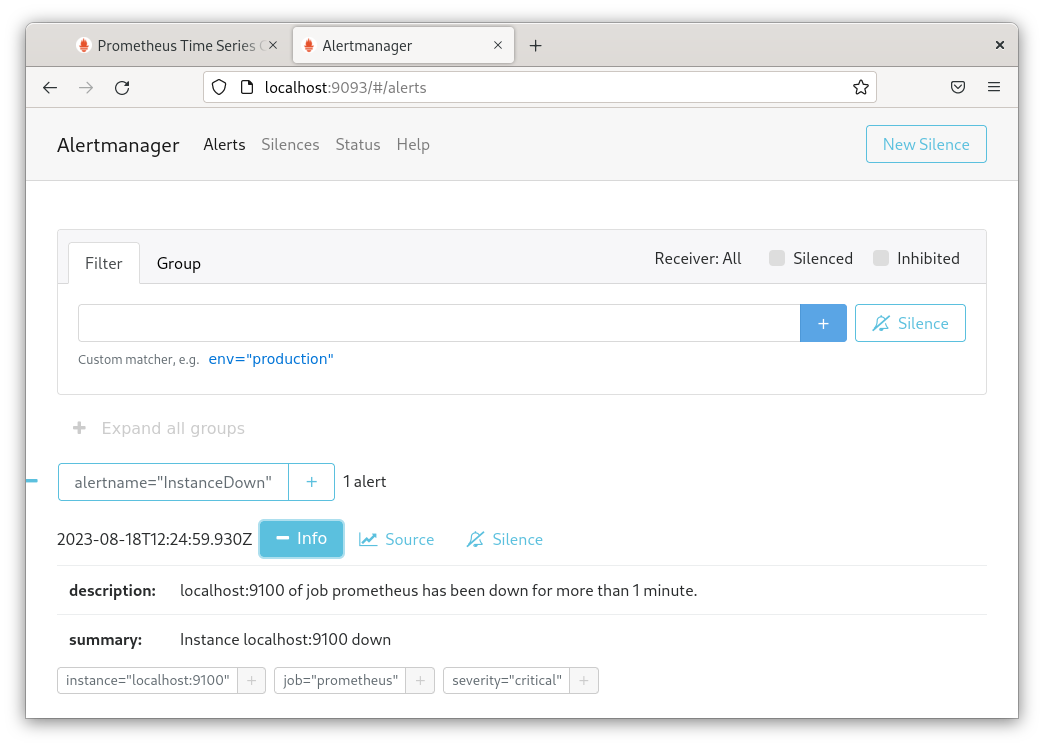 Prometheus Time Series Alertmanager
localhost:9093/#/alerts
Alertmanager Alerts Silences Status Help New Silence
Filter Group Receiver: All Silenced Inhibited
+ Silence
Custom matcher, e.g. env="production"
+ Expand all groups
alertname="InstanceDown" + 1 alert
2023-08-18T12:24:59.930Z Info Source Silence
description: localhost:9100 of job prometheus has been down for more than 1 minute.
summary: Instance localhost:9100 down
instance="localhost:9100" + job="prometheus" + severity="critical" +